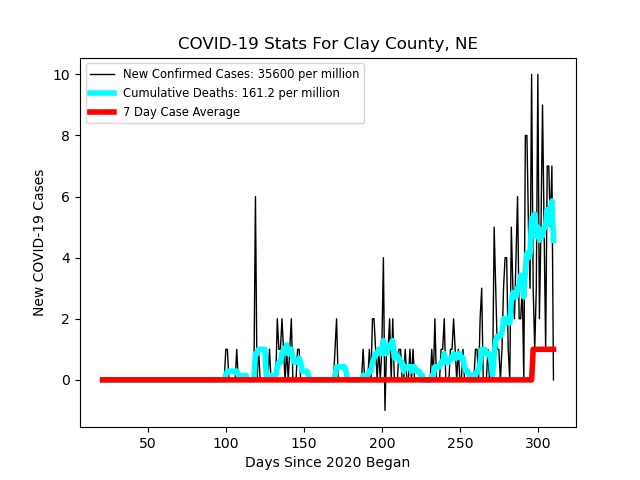 COVID-19 Stats For Clay County, NE
New Confirmed Cases: 35600 per million
Cumulative Deaths: 161.2 per million
7 Day Case Average
New COVID-19 Cases
10
8
6
4
2
0
50 100 150 200 250 300
Days Since 2020 Began